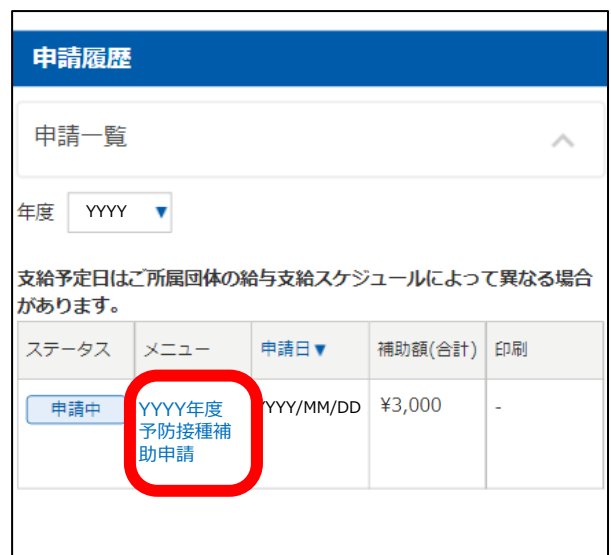 申請履歴
申請一覧
年度 YYYY ▼
支給予定日はご所属団体の給与支給スケジュールによって異なる場合
があります。
ステータス メニュー 申請日▼ 補助額(合計) 印刷
申請中 YYYY年度 YYYY/MM/DD ¥3,000 -
予防接種補
助申請